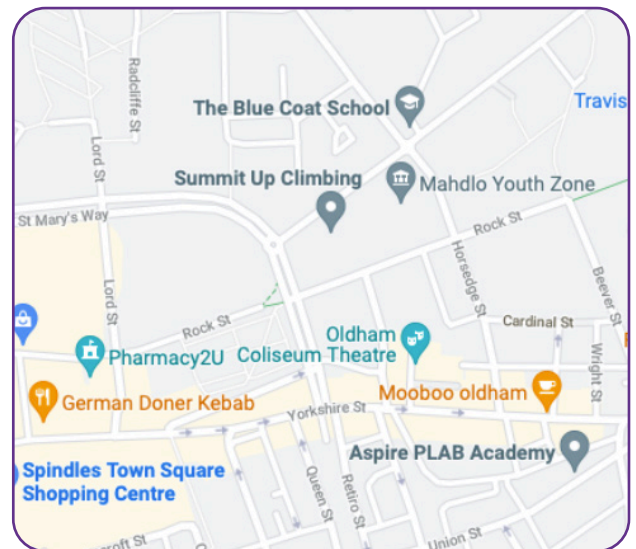 Radcliffe St
The Blue Coat School
Travis
Lord St
Summit Up Climbing
Mahdlo Youth Zone
St Mary's Way
Rock St
Horsedge St
Beever St
Lord St
Rock St
Cardinal St
Oldham
Coliseum Theatre
Pharmacy2U
Wright St
Mooboo oldham
German Doner Kebab
Yorkshire St
Aspire PLAB Academy
Spindles Town Square
Shopping Centre
Queen St
Retiro St
Union St